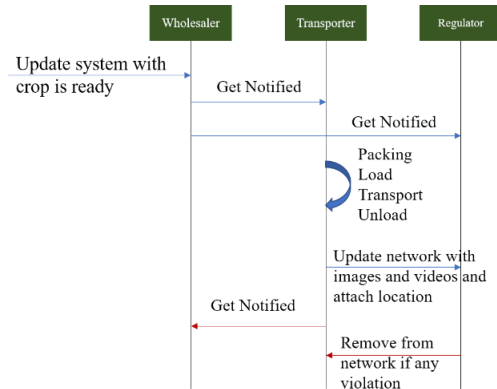 Wholesaler
Transporter
Regulator
Update system with
crop is ready
Get Notified
Get Notified
Packing
Load
Transport
Unload
Update network with
images and videos and
attach location
Get Notified
Remove from
network if any
violation